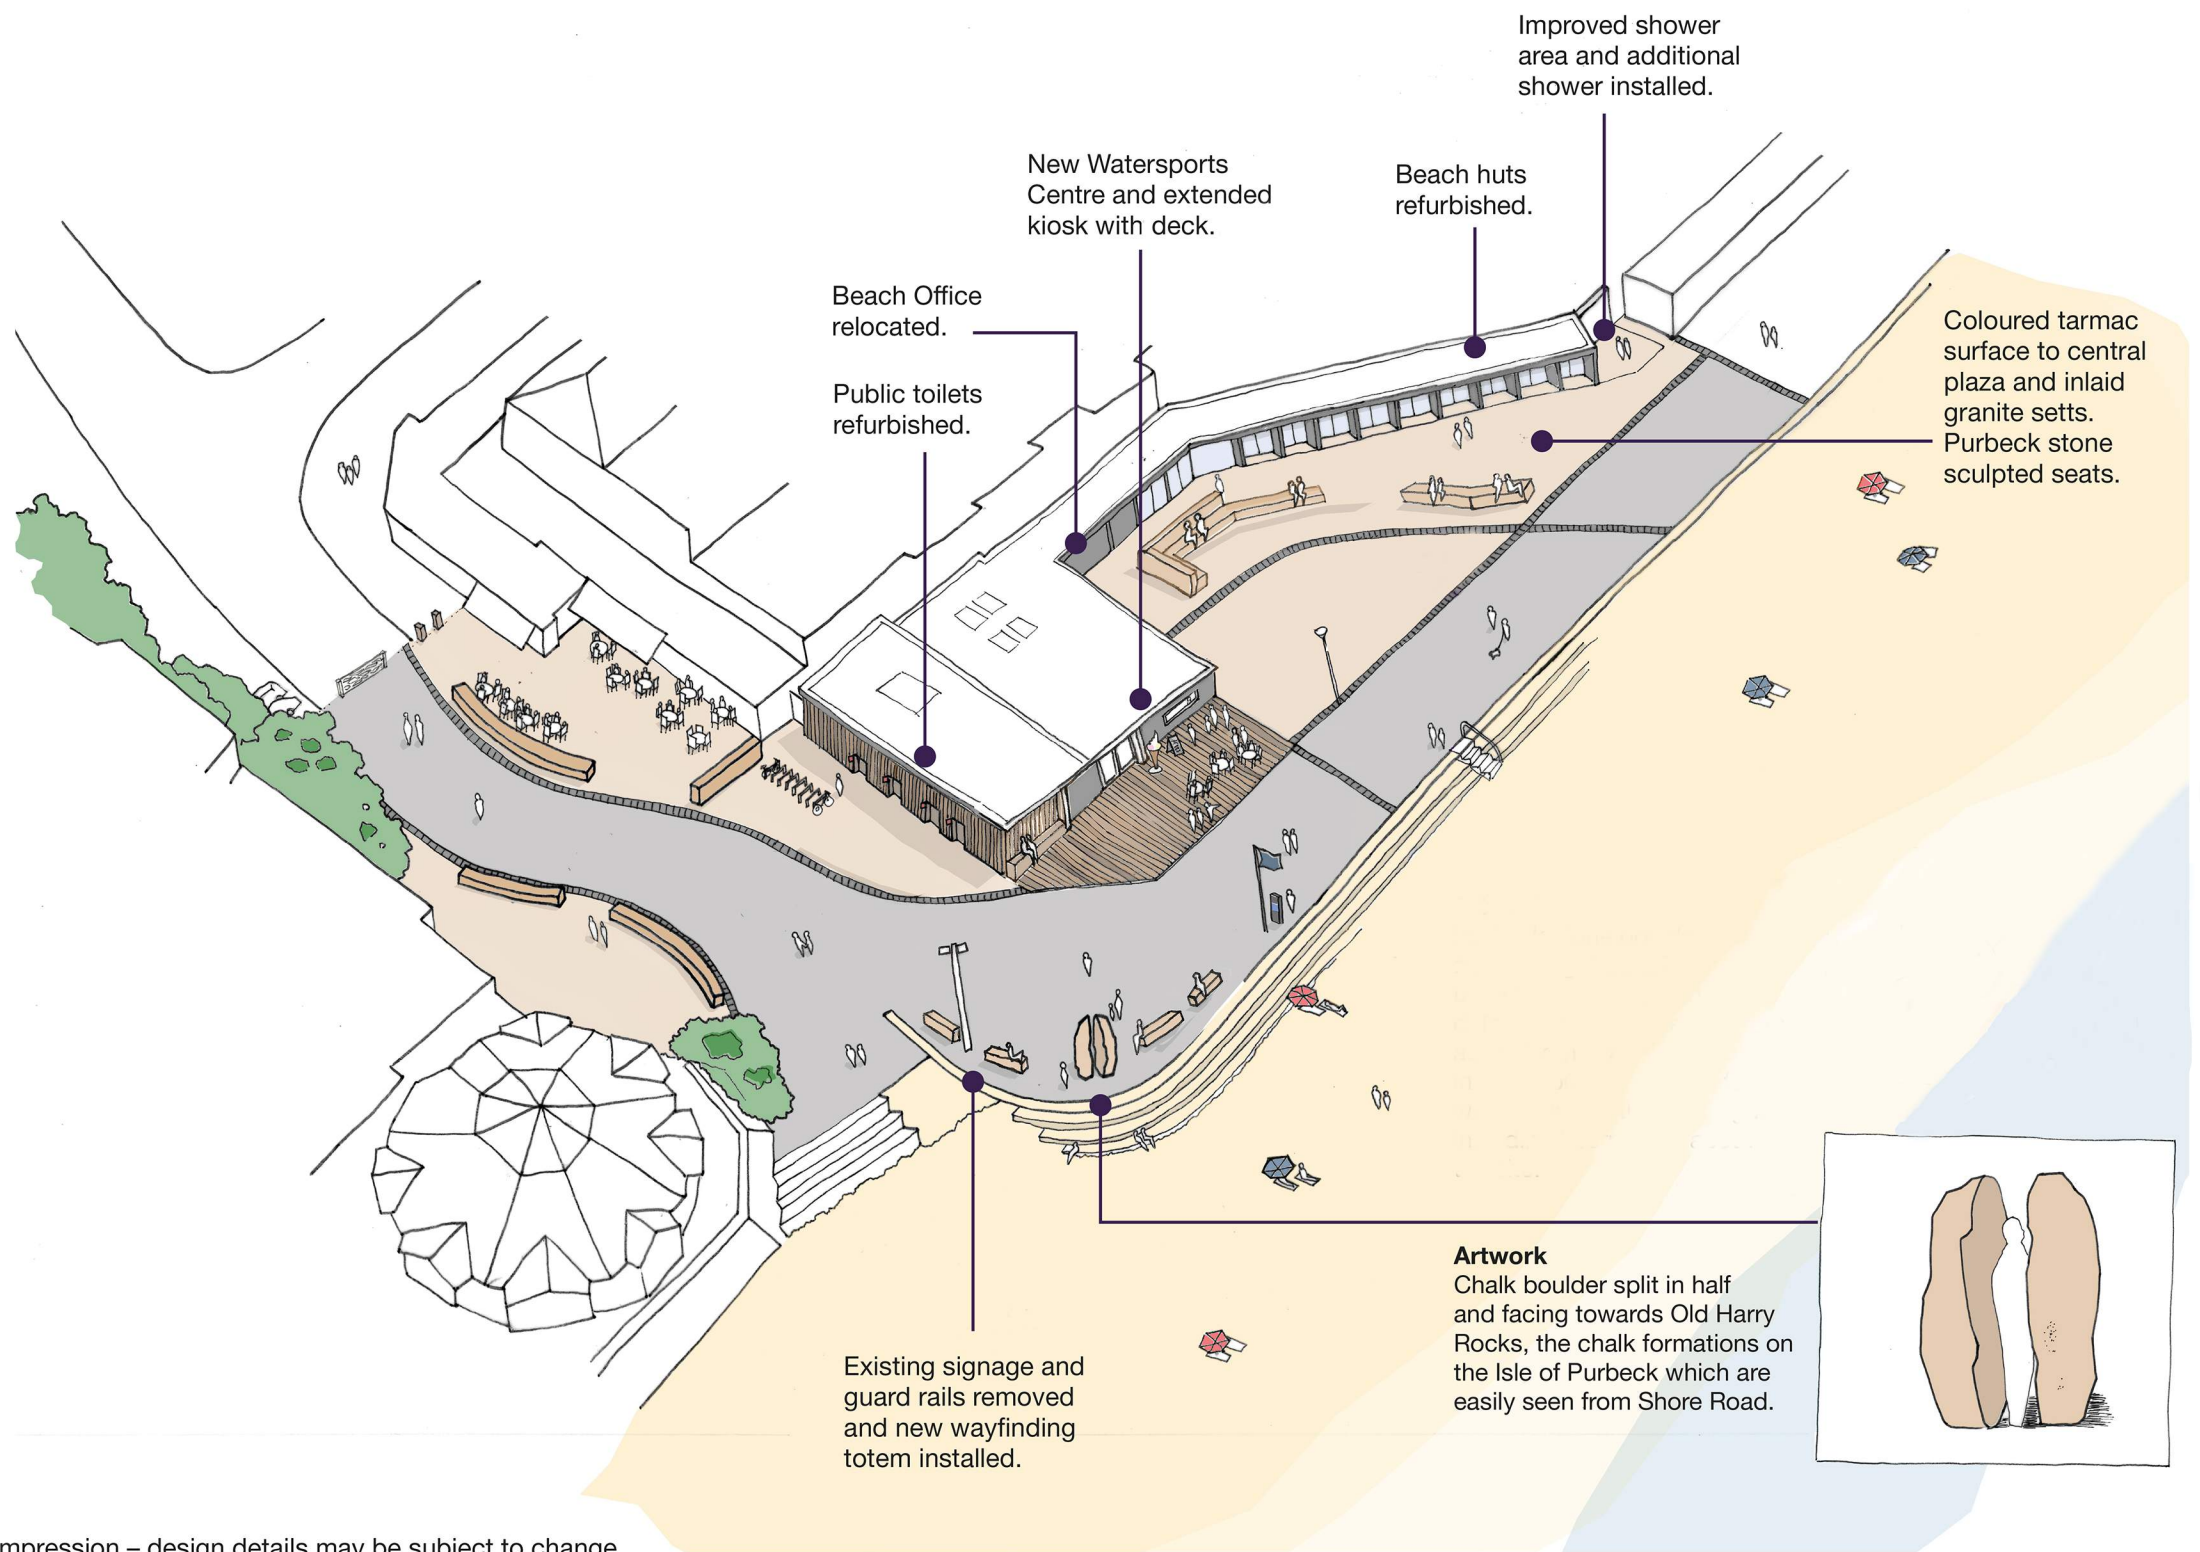 Improved shower
area and additional
shower installed.
New Watersports
Centre and extended
kiosk with deck.
Beach huts
refurbished.
Beach Office
relocated.
Public toilets
refurbished.
Coloured tarmac
surface to central
plaza and inlaid
granite setts.
Purbeck stone
sculpted seats.
Artwork
Chalk boulder split in half
and facing towards Old Harry
Rocks, the chalk formations on
the Isle of Purbeck which are
easily seen from Shore Road.
Existing signage and
guard rails removed
and new wayfinding
totem installed.
mpression – design details may be subject to change